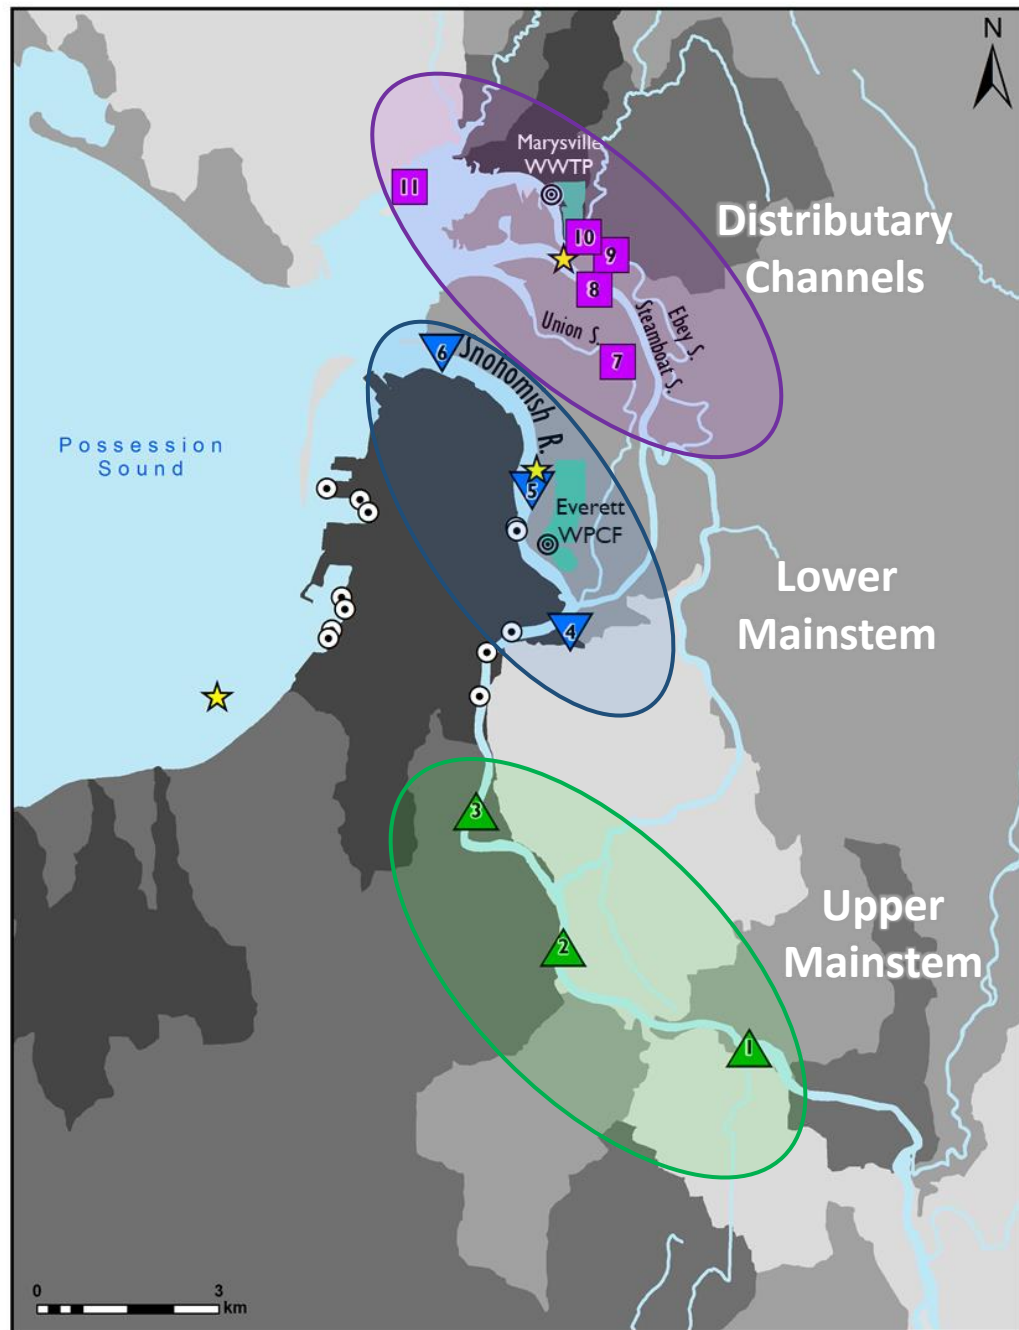 N
Marysville
WWTP
11
10
9
8
7
Distributary
Channels
Union S.
Steamboat S.
Ebey S.
6
Snohomish R.
5
Possession
Sound
Everett
WPCF
4
Lower
Mainstem
3
2
1
Upper
Mainstem
0 3
km